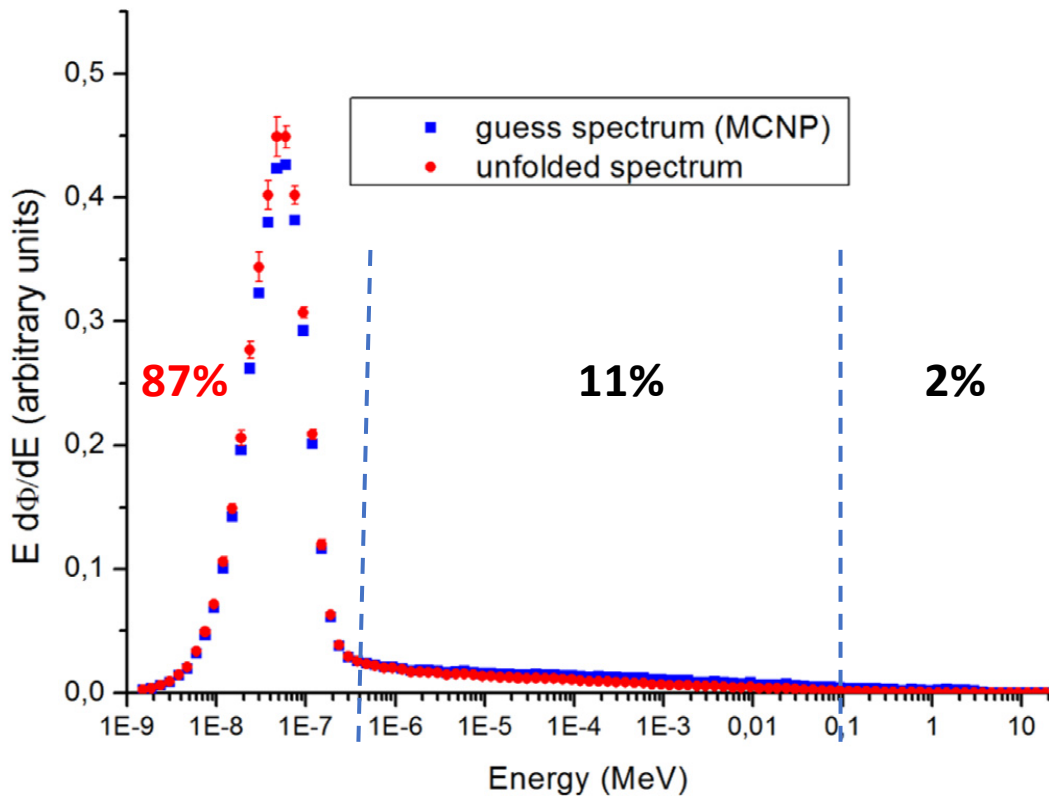 0,5
guess spectrum (MCNP)
unfolded spectrum
0,4
0,3
E dΦ/dE (arbitrary units)
87%
11%
2%
0,2
0,1
0,0
1E-9
1E-8
1E-7
1E-6
1E-5
1E-4
1E-3
0,01
0,1
1
10
Energy (MeV)